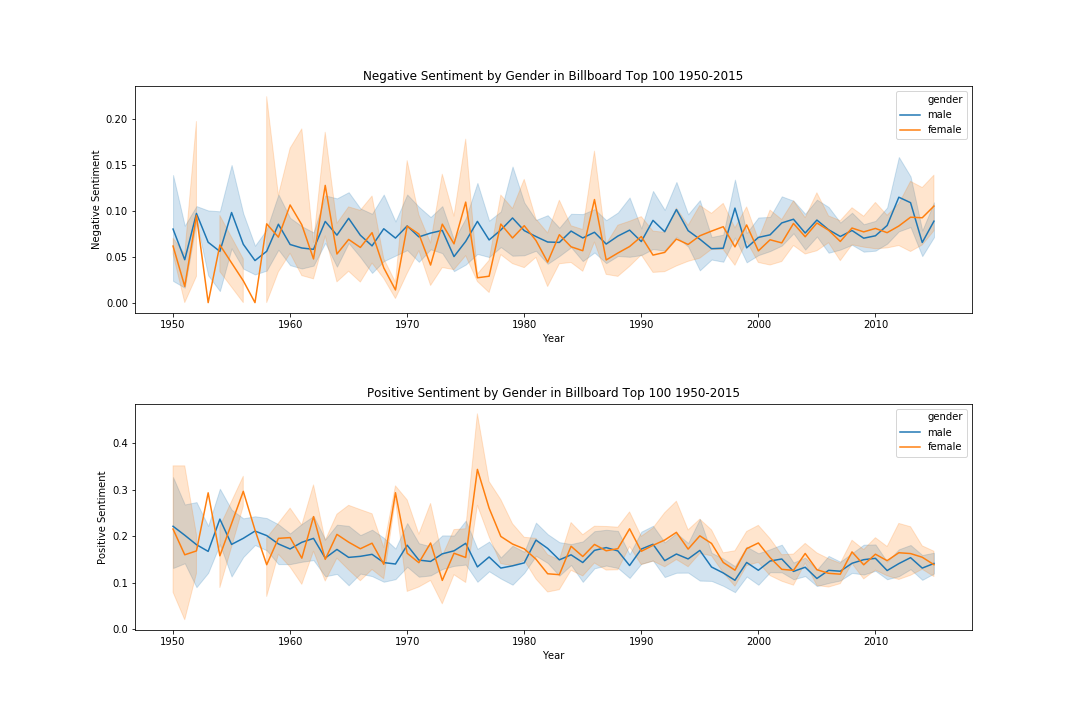 Negative Sentiment by Gender in Billboard Top 100 1950-2015
gender
male
female
0.20
0.15
0.10
0.05
0.00
Negative Sentiment
1950 1960 1970 1980 1990 2000 2010
Year
Positive Sentiment by Gender in Billboard Top 100 1950-2015
gender
male
female
0.4
0.3
0.2
0.1
0.0
Positive Sentiment
1950 1960 1970 1980 1990 2000 2010
Year